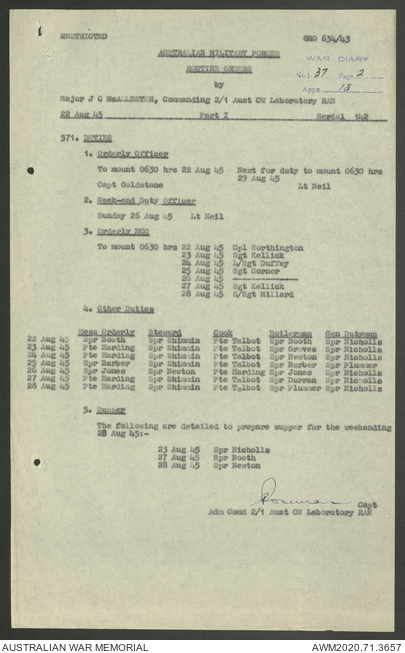 RESTRICTED
GRO 634/43
AUSTRALIAN MILITARY FORCES
ROUTINE ORDERS
by
WAR DIARY
Vol 37 Page 2
Appx 13
Major J C McALLESTER, Commanding 2/1 Aust CW Laboratory RAE
22 Aug 45 Part I Serial 142
571. DUTIES
1. Orderly Officer
To mount 0630 hrs 22 Aug 45 Next for duty to mount 0630 hrs
29 Aug 45
Capt Goldstone Lt Neil
2. Week-end Duty Officer
Sunday 26 Aug 45 Lt Neil
3. Orderly NCO
To mount 0630 hrs 22 Aug 45 Cpl Worthington
23 Aug 45 Sgt Kellick
24 Aug 45 L/Sgt Duffey
25 Aug 45 Sgt Corner
26 Aug 45 ---------------
27 Aug 45 Sgt Kellick
28 Aug 45 S/Sgt Millard
4. Other Duties
Mess Orderly Steward Cook Boilerman Gen Dutyman
22 Aug 45 Spr Booth Spr Shimmin Pte Talbot Spr Booth Spr Nicholls
23 Aug 45 Pte Harding Spr Shimmin Pte Talbot Spr Groves Spr Nicholls
24 Aug 45 Pte Harding Spr Shimmin Pte Talbot Spr Newton Spr Nicholls
25 Aug 45 Spr Barber Spr Shimmin Pte Talbot Spr Barber Spr Plummer
26 Aug 45 Spr Jones Spr Newton Pte Harding Spr Jones Spr Nicholls
27 Aug 45 Pte Harding Spr Shimmin Pte Talbot Spr Durran Spr Nicholls
28 Aug 45 Pte Harding Spr Shimmin Pte Talbot Spr Plummer Spr Nicholls
5. Supper
The following are detailed to prepare supper for the weekending
28 Aug 45:-
23 Aug 45 Spr Nicholls
27 Aug 45 Spr Booth
28 Aug 45 Spr Newton
Capt
Adm Comd 2/1 Aust CW Laboratory RAE
AUSTRALIAN WAR MEMORIAL
AWM2020.71.3657